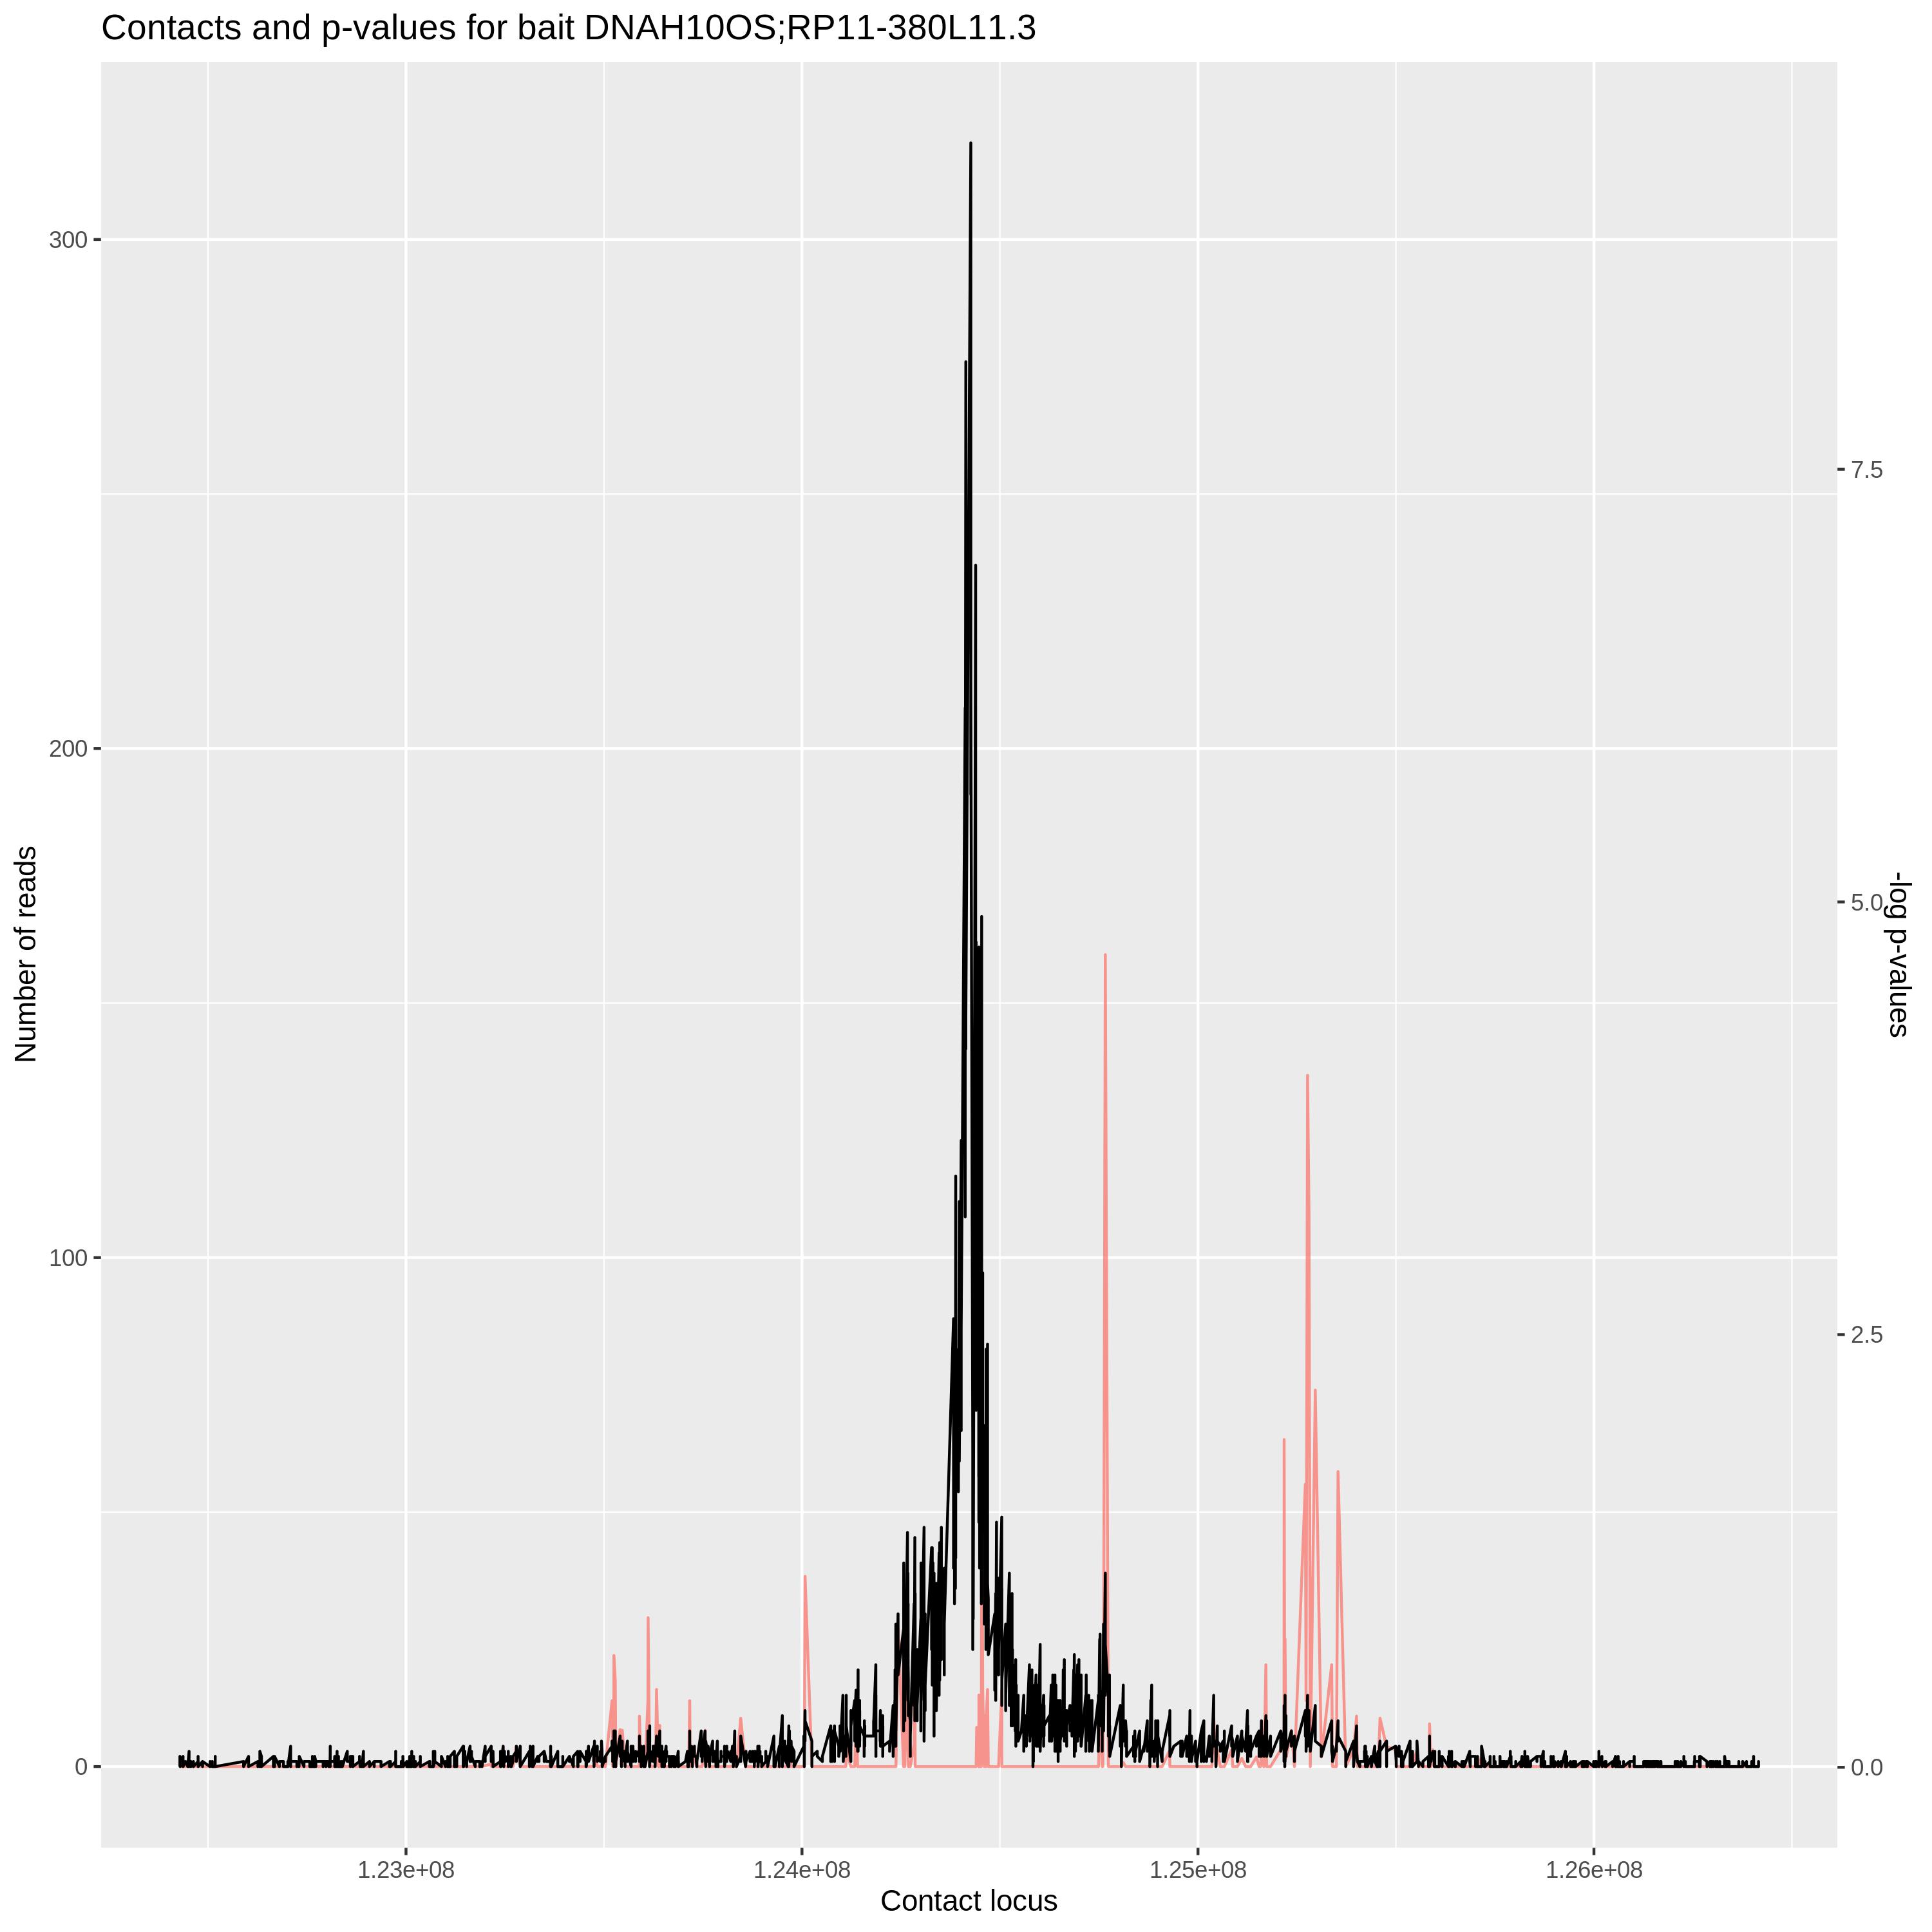 Contacts and p-values for bait DNAH10OS;RP11-380L11.3
300
200
100
0
Number of reads
7.5
5.0
2.5
0.0
-log p-values
1.23e+08
1.24e+08
1.25e+08
1.26e+08
Contact locus